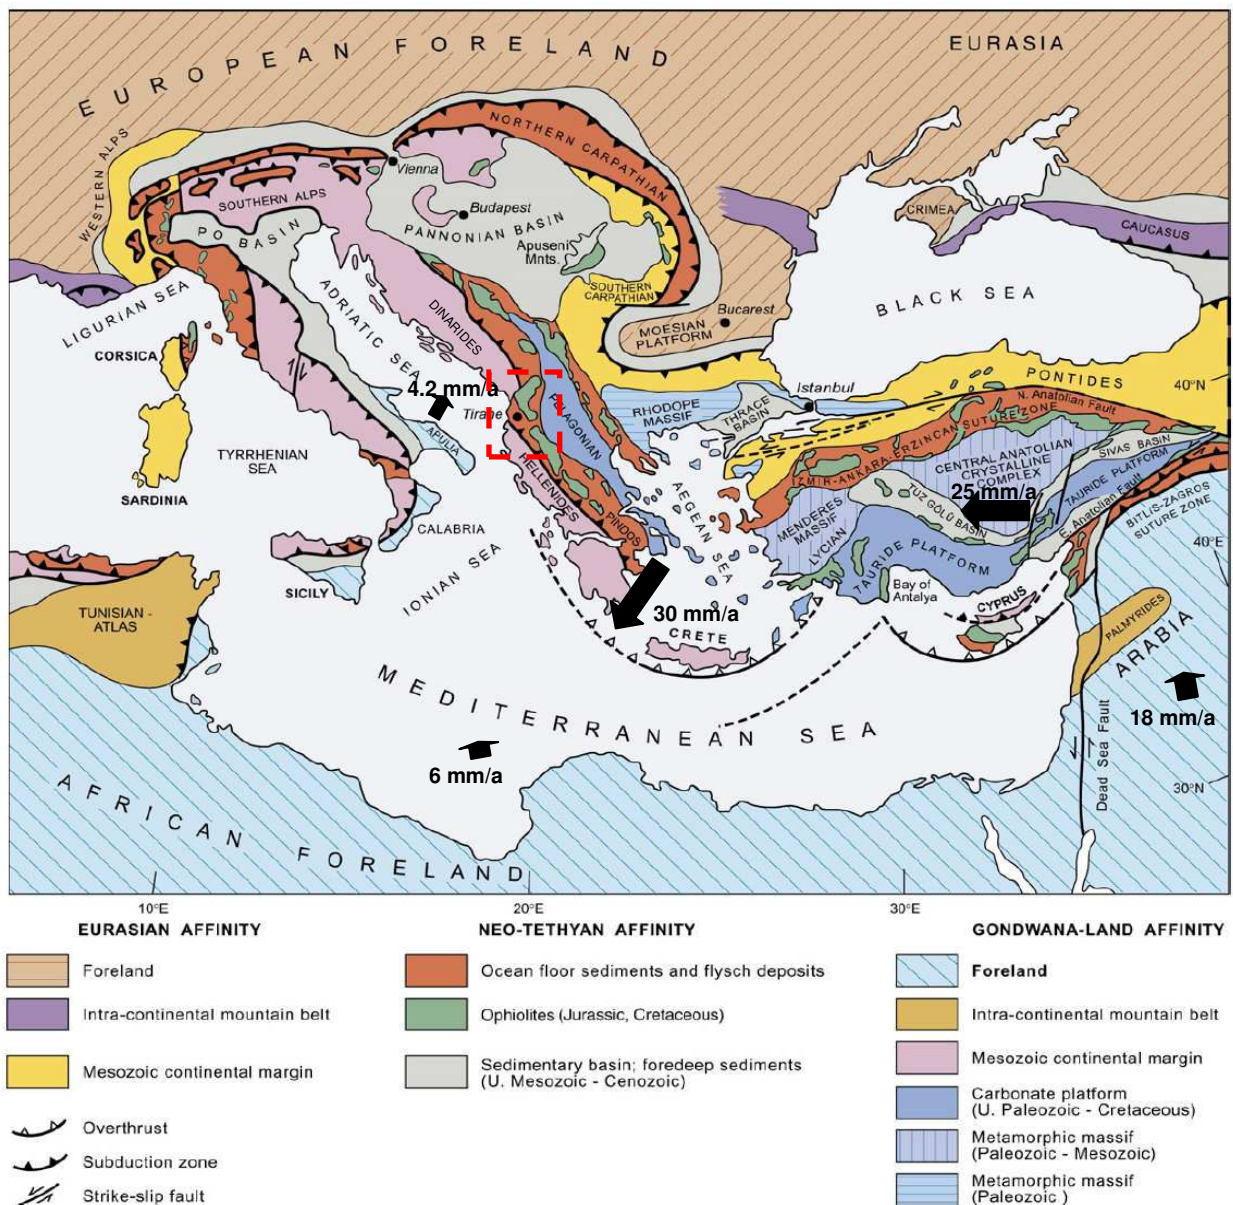 EUROPEAN FORELAND
EURASIA
WESTERN ALPS
NORTHERN CARPATHIAN
Vienna
SOUTHERN ALPS
Budapest
PO BASIN
PANNONIAN BASIN
Apuseni
Mnts.
CRIMEA
CAUCASUS
LIGURIAN SEA
ADRIATIC SEA
DINARIDES
SOUTHERN
CARPATHIAN
BLACK SEA
Bucarest
MOESIAN
PLATFORM
CORSICA
4.2 mm/a
PONTIDES
40°N
Istanbul
N. Anatolian Fault
Tirane
PELAGONIAN
RHODOPE
MASSIF
THRACE
BASIN
APULIA
IZMIR-ANKARA-ERZINCAN SUTURE ZONE
SIVAS BASIN
TYRRHENIAN
SEA
HELLENIDES
CENTRAL ANATOLIAN
CRYSTALLINE
COMPLEX
TAURIDE PLATFORM
SARDINIA
25 mm/a
TUZ GÖLÜ BASIN
E. Anatolian Fault
BITLIS-ZAGROS
SUTURE ZONE
AEGEAN SEA
MENDERES
MASSIF
CALABRIA
PINDOS
LYCIAN
TAURIDE PLATFORM
40°E
IONIAN SEA
SICILY
Bay of
Antalya
CYPRUS
TUNISIAN-
ATLAS
30 mm/a
PALMYRIDES
CRETE
ARABIA
MEDITERRANEAN SEA
18 mm/a
6 mm/a
Dead Sea Fault
30°N
AFRICAN FORELAND
10°E
20°E
30°E
EURASIAN AFFINITY
Foreland
Intra-continental mountain belt
Mesozoic continental margin
Overthrust
Subduction zone
Strike-slip fault
NEO-TETHYAN AFFINITY
Ocean floor sediments and flysch deposits
Ophiolites (Jurassic, Cretaceous)
Sedimentary basin; foredeep sediments
(U. Mesozoic - Cenozoic)
GONDWANA-LAND AFFINITY
Foreland
Intra-continental mountain belt
Mesozoic continental margin
Carbonate platform
(U. Paleozoic - Cretaceous)
Metamorphic massif
(Paleozoic - Mesozoic)
Metamorphic massif
(Paleozoic )